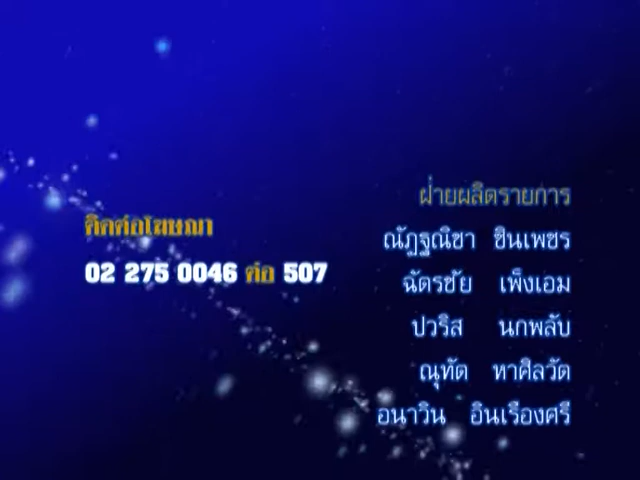 ติดต่อโฆษณา
02 275 0046 ต่อ 507
ฝ่ายผลิตรายการ
ณัฏฐณิชา ชินเพชร
ฉัตรชัย เพ็งเอม
ปวริส นกพลับ
ณุทัด หาศิลวัต
อนาวิน อินเรืองศรี